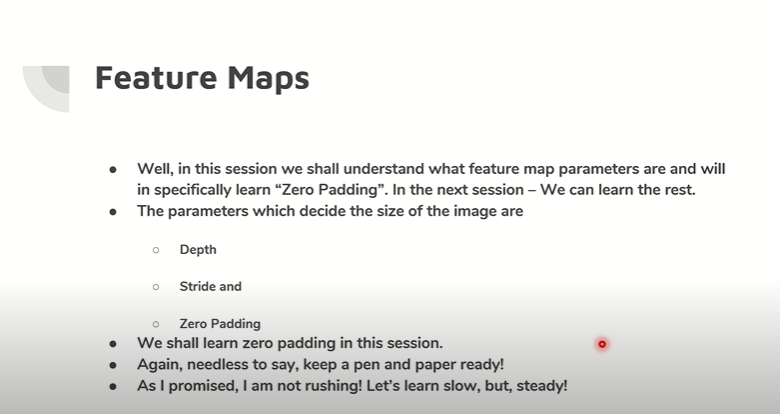 Feature Maps
Well, in this session we shall understand what feature map parameters are and will
in specifically learn “Zero Padding”. In the next session – We can learn the rest.
The parameters which decide the size of the image are
Depth
Stride and
Zero Padding
We shall learn zero padding in this session.
Again, needless to say, keep a pen and paper ready!
As I promised, I am not rushing! Let’s learn slow, but, steady!